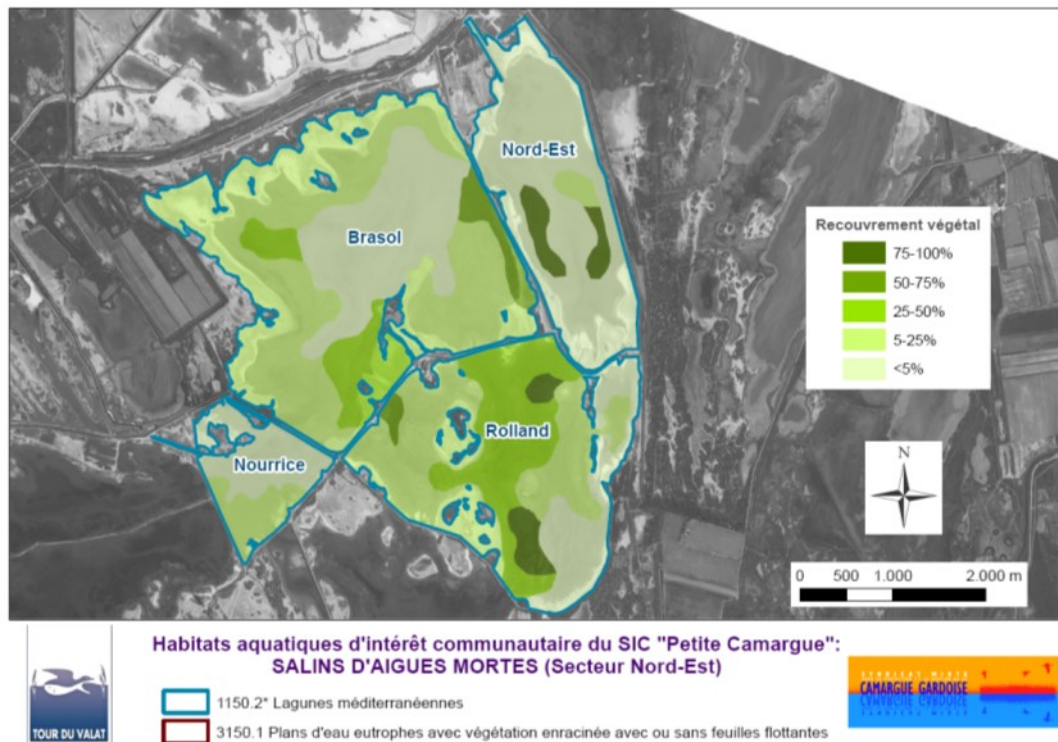 Nord-Est
Brasol
Rolland
Nourrice
Recouvrement végétal
75-100%
50-75%
25-50%
5-25%
<5%
N
0 500 1.000 2.000 m
Habitats aquatiques d'intérêt communautaire du SIC "Petite Camargue":
SALINS D'AIGUES MORTES (Secteur Nord-Est)
1150.2* Lagunes méditerranéennes
3150.1 Plans d'eau eutrophes avec végétation enracinée avec ou sans feuilles flottantes
TOUR DU VALAT
SYNDICAT MIXTE
CAMARGUE GARDOISE